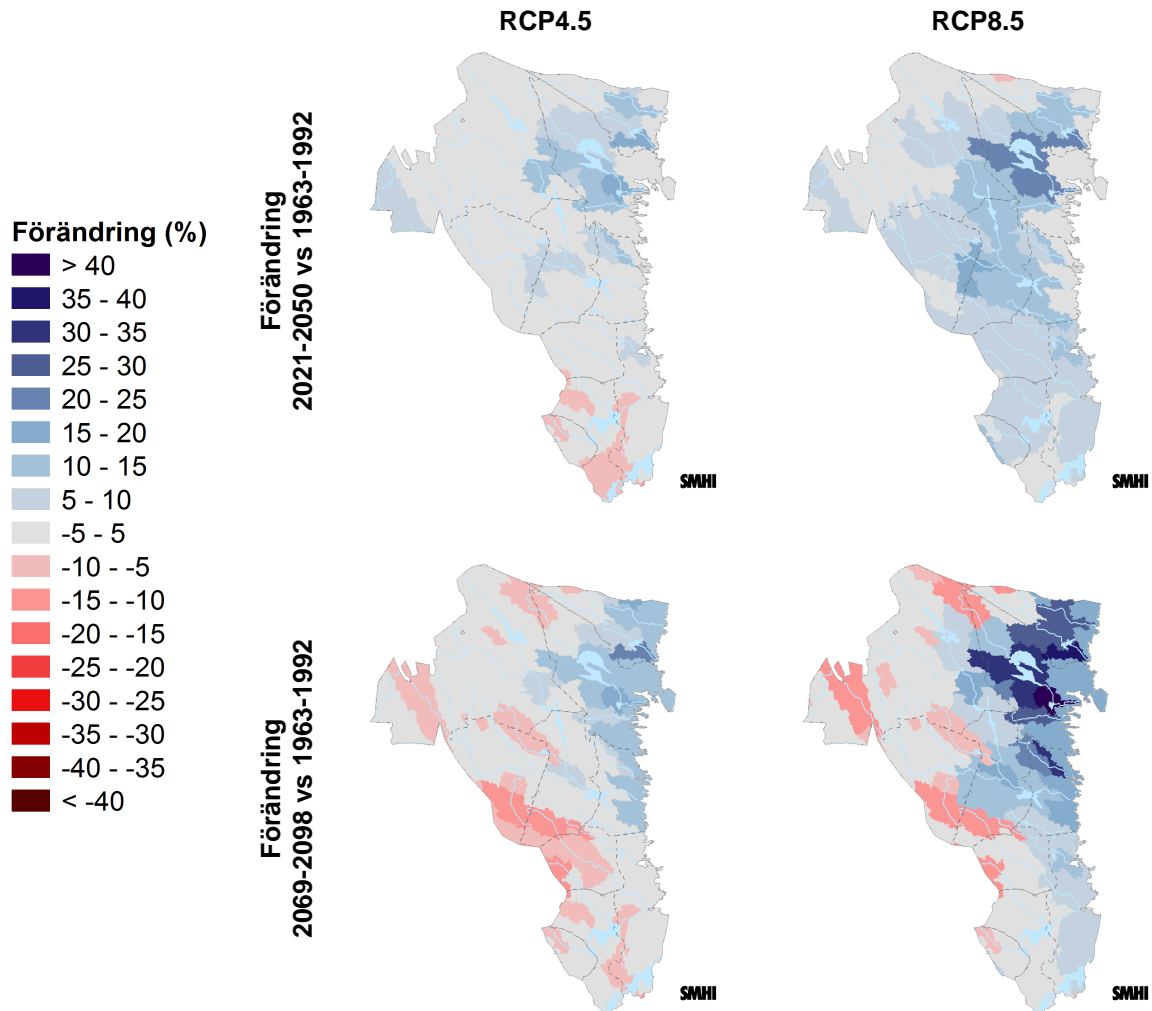 RCP4.5
RCP8.5
Förändring
2021-2050 vs 1963-1992
Förändring (%)
> 40
35 - 40
30 - 35
25 - 30
20 - 25
15 - 20
10 - 15
5 - 10
-5 - 5
-10 - -5
-15 - -10
-20 - -15
-25 - -20
-30 - -25
-35 - -30
-40 - -35
< -40
SMHI
SMHI
Förändring
2069-2098 vs 1963-1992
SMHI
SMHI